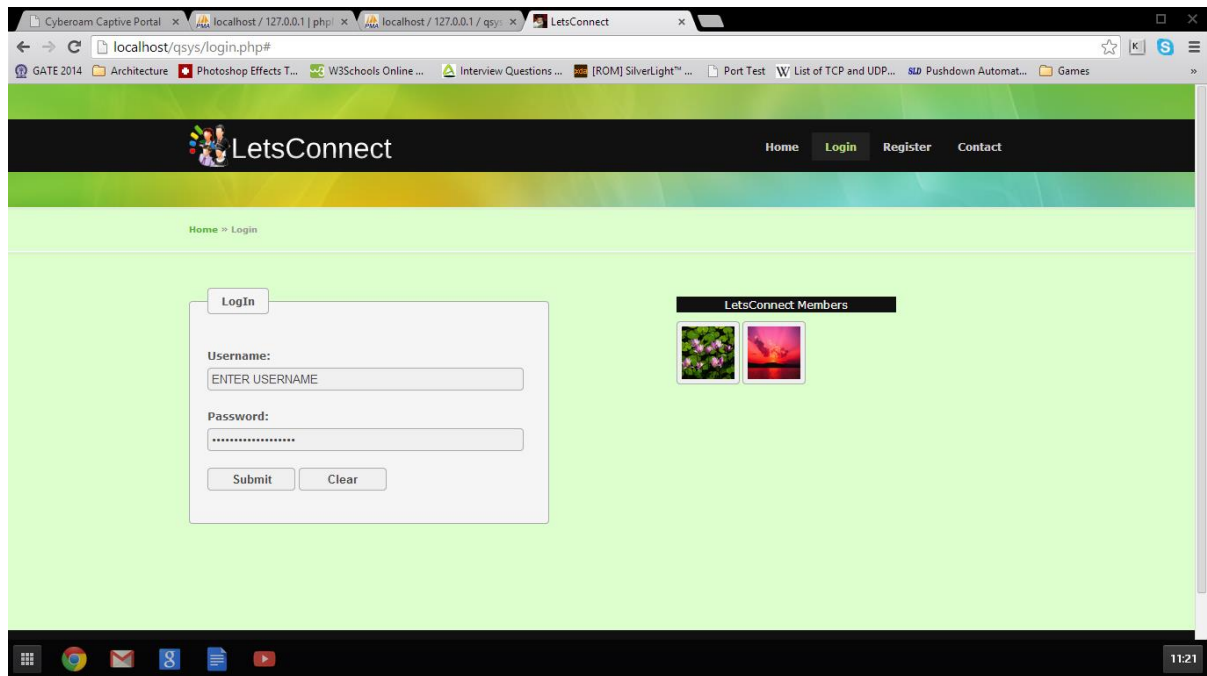 Cyberoam Captive Portal
localhost / 127.0.0.1 | php
localhost / 127.0.0.1 / qsy
LetsConnect
localhost/qsys/login.php#
K
S
GATE 2014
Architecture
Photoshop Effects T...
W3Schools Online ...
Interview Questions ...
[ROM] SilverLight™ ...
Port Test
W List of TCP and UDP...
SLD Pushdown Automat...
Games
»
LetsConnect
Home
Login
Register
Contact
Home » Login
LogIn
LetsConnect Members
Username:
ENTER USERNAME
Password:
Submit
Clear
8
11:21